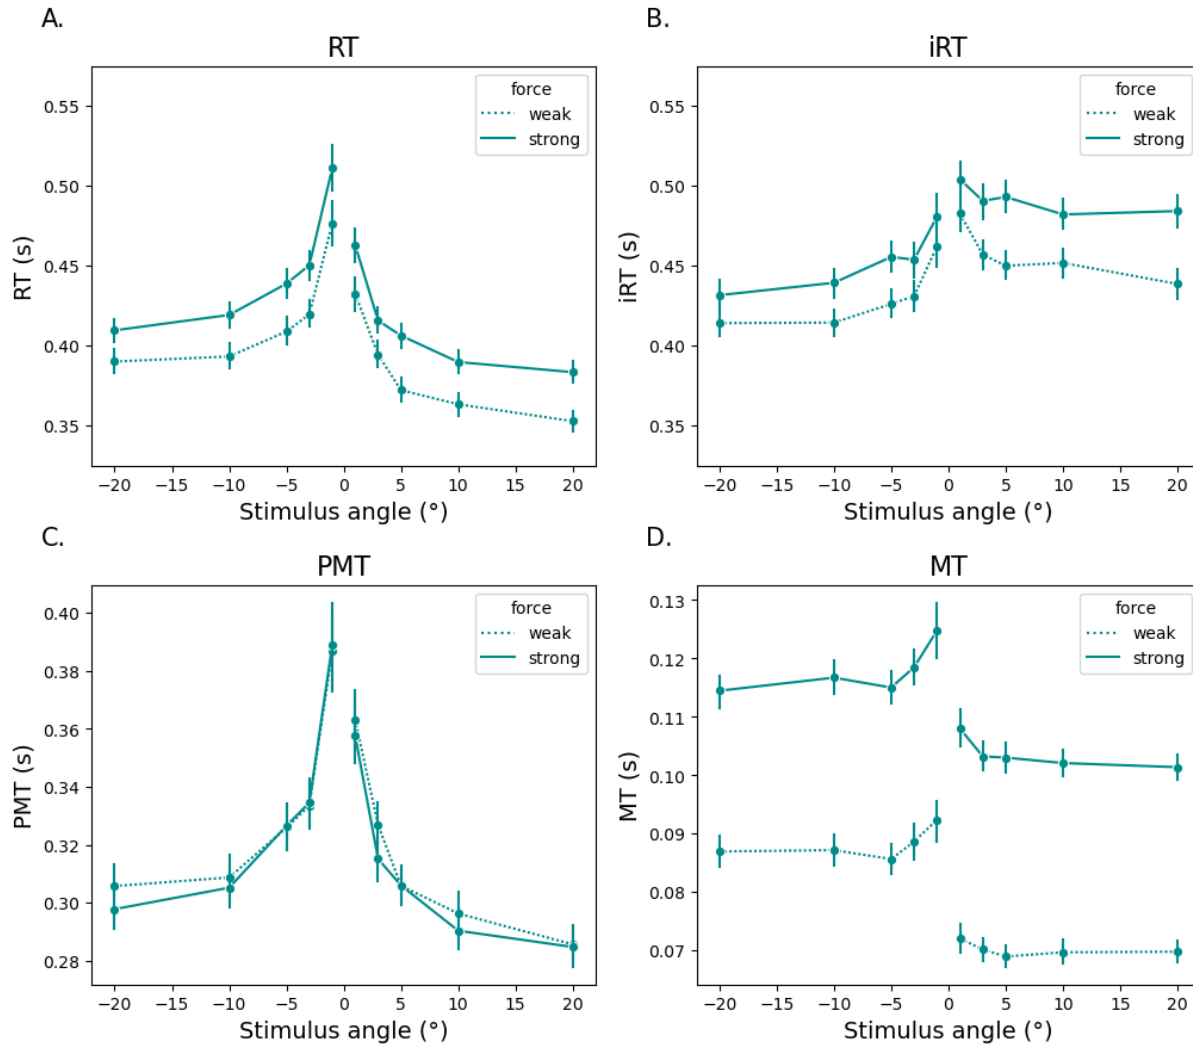 A.
RT
RT (s)
0.55
0.50
0.45
0.40
0.35
force
weak
strong
−20 −15 −10 −5 0 5 10 15 20
Stimulus angle (°)
B.
iRT
iRT (s)
0.55
0.50
0.45
0.40
0.35
force
weak
strong
−20 −15 −10 −5 0 5 10 15 20
Stimulus angle (°)
C.
PMT
PMT (s)
0.40
0.38
0.36
0.34
0.32
0.30
0.28
force
weak
strong
−20 −15 −10 −5 0 5 10 15 20
Stimulus angle (°)
D.
MT
MT (s)
0.13
0.12
0.11
0.10
0.09
0.08
0.07
force
weak
strong
−20 −15 −10 −5 0 5 10 15 20
Stimulus angle (°)